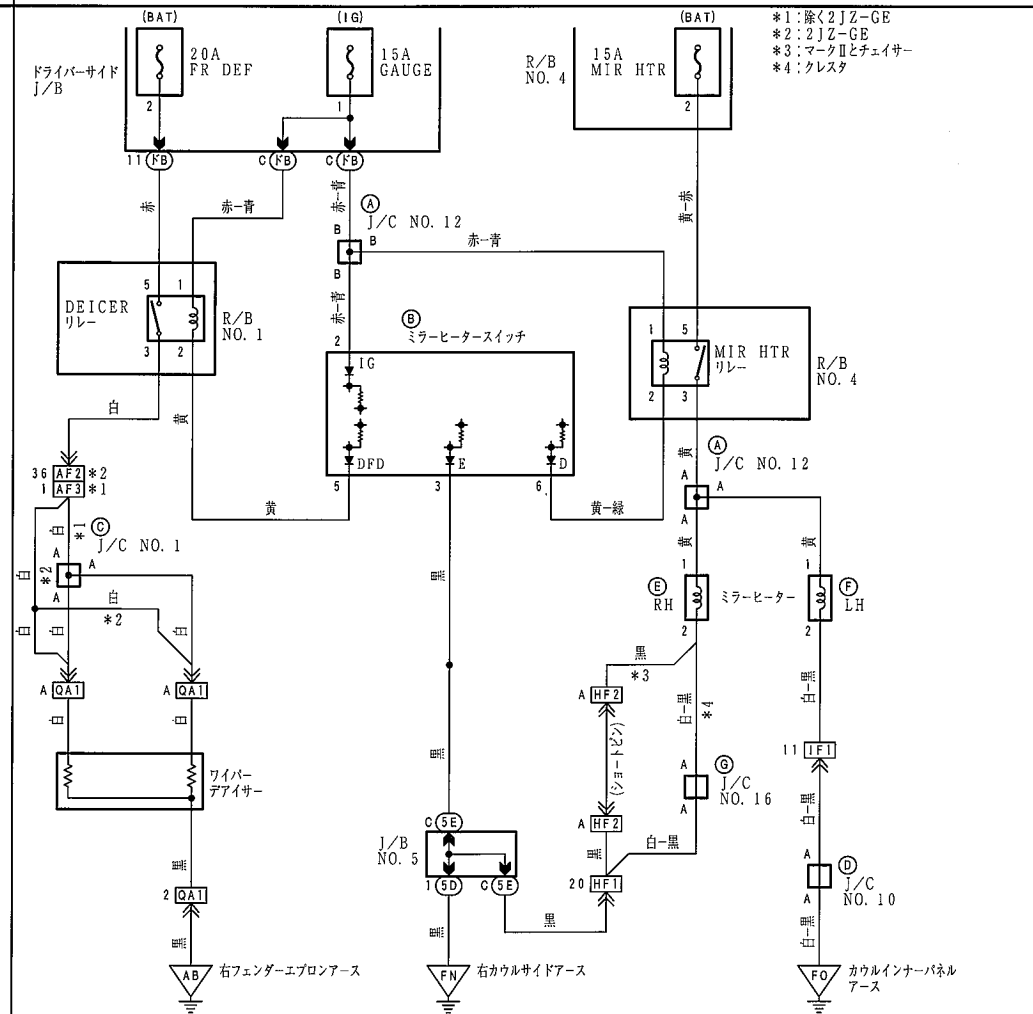 (BAT)
(IG)
(BAT)
*1:除く2JZ-GE
*2:2JZ-GE
*3:マークⅡとチェイサー
*4:クレスタ
20A
FR DEF
15A
GAUGE
R/B
NO. 4
15A
MIR HTR
ドライバーサイド
J/B
2
1
2
11 ドB
C ドB
C ドB
赤
赤−青
赤−青
黄−赤
A
J/C NO. 12
B
B
赤−青
B
赤−青
DEICER
リレー
5
1
3
2
R/B
NO. 1
B
ミラーヒータースイッチ
2
IG
DFD
E
D
5
3
6
1
5
MIR HTR
リレー
2
3
R/B
NO. 4
白
黄
黄
黄−緑
36 AF2 *2
1 AF3 *1
黄
A
J/C NO. 12
A
A
A
黄
黄
白
*1
C
J/C NO. 1
A
A
A
白
*2
白
*2
白
白
白
黒
E
RH
1
2
ミラーヒーター
F
LH
1
2
黒
*3
A HF2
白−黒
*4
白−黒
A QA1
A QA1
白
白
ワイパー
デアイサー
黒
(ショートピン)
A
G
J/C
NO. 16
A
11 IF1
白−黒
C 5E
J/B
NO. 5
1 5D
C 5E
A HF2
黒
白−黒
20 HF1
黒
A
D
J/C
NO. 10
A
黒
2 QA1
黒
黒
白−黒
AB
右フェンダーエプロンアース
FN
右カウルサイドアース
FO
カウルインナーパネル
アース